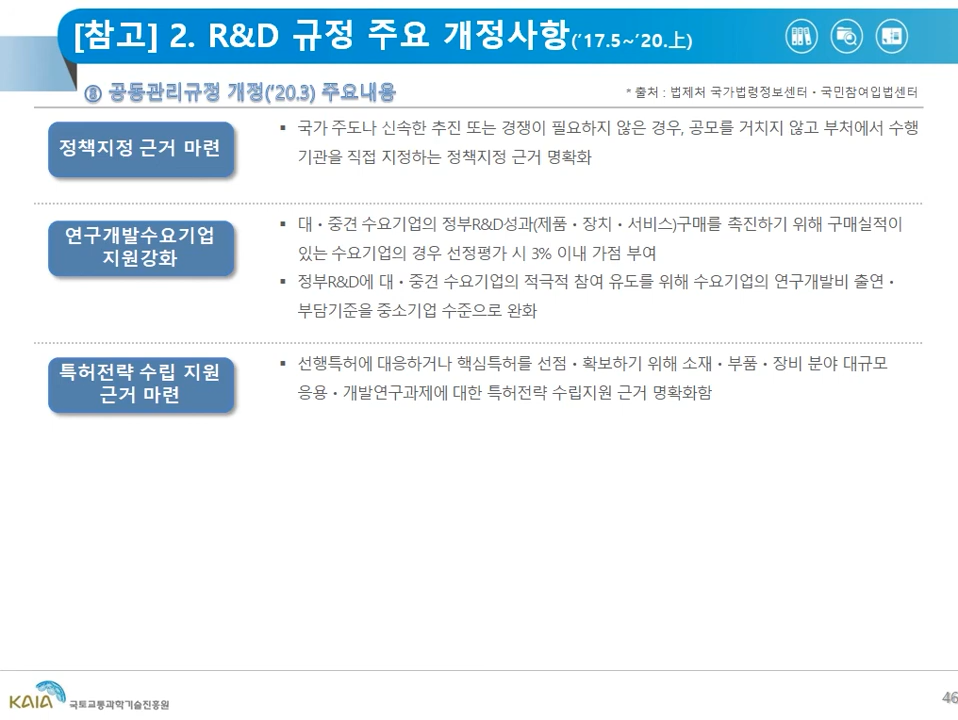 [참고] 2. R&D 규정 주요 개정사항('17.5~'20.上)
⑧ 공동관리규정 개정('20.3) 주요내용
* 출처 : 법제처 국가법령정보센터・국민참여입법센터
정책지정 근거 마련
▪ 국가 주도나 신속한 추진 또는 경쟁이 필요하지 않은 경우, 공모를 거치지 않고 부처에서 수행
기관을 직접 지정하는 정책지정 근거 명확화
연구개발수요기업
지원강화
▪ 대・중견 수요기업의 정부R&D성과(제품・장치・서비스)구매를 촉진하기 위해 구매실적이
있는 수요기업의 경우 선정평가 시 3% 이내 가점 부여
▪ 정부R&D에 대・중견 수요기업의 적극적 참여 유도를 위해 수요기업의 연구개발비 출연・
부담기준을 중소기업 수준으로 완화
특허전략 수립 지원
근거 마련
▪ 선행특허에 대응하거나 핵심특허를 선점・확보하기 위해 소재・부품・장비 분야 대규모
응용・개발연구과제에 대한 특허전략 수립지원 근거 명확화함
KAIA 국토교통과학기술진흥원
46